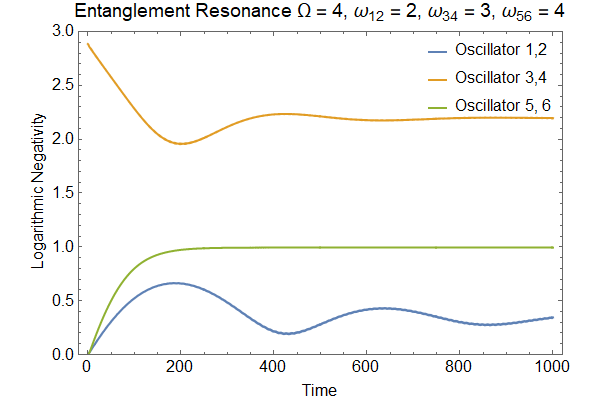 Entanglement Resonance Ω = 4, ω12 = 2, ω34 = 3, ω56 = 4
3.0
Oscillator 1,2
Oscillator 3,4
Oscillator 5, 6
2.5
2.0
1.5
1.0
0.5
0.0
Logarithmic Negativity
0
200
400
600
800
1000
Time